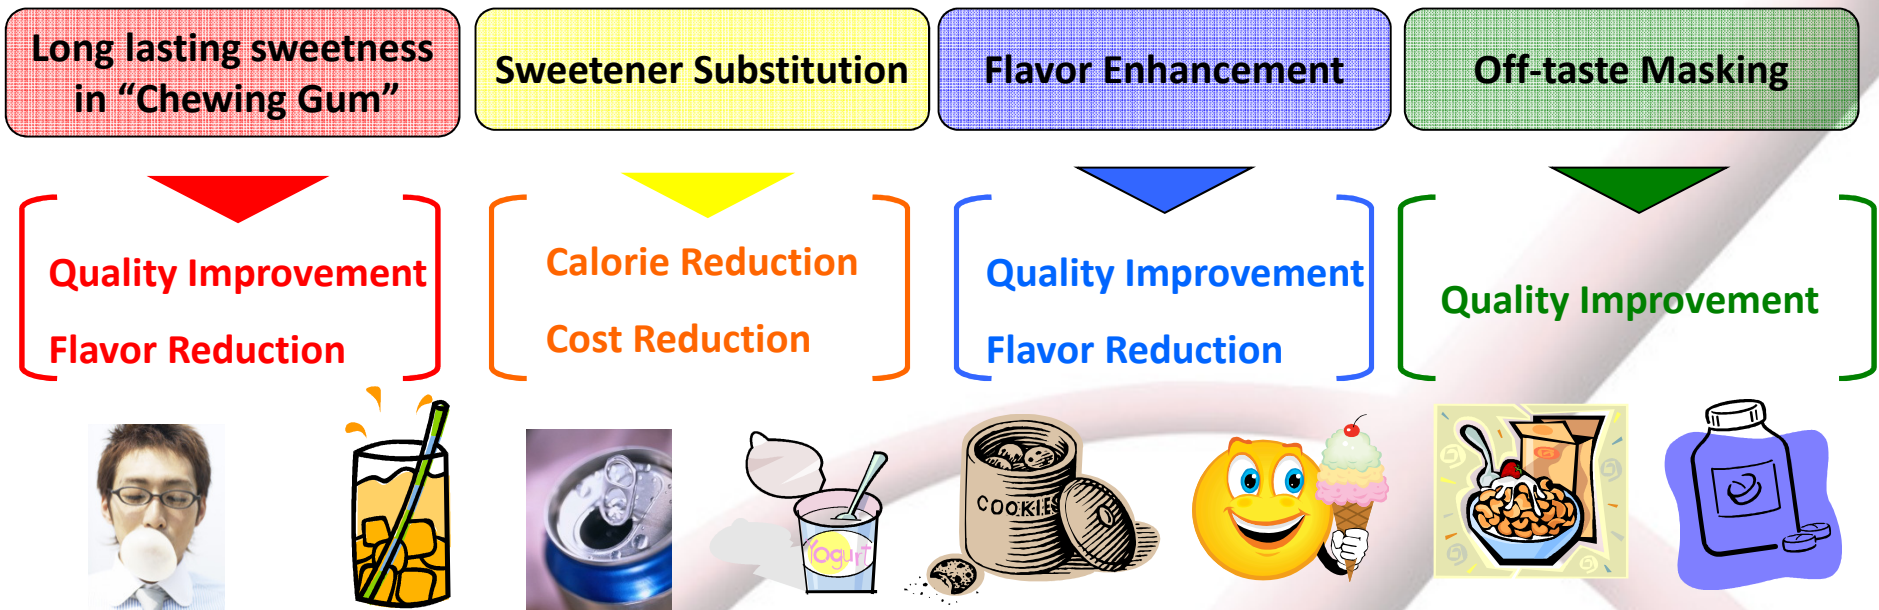 Long lasting sweetness
in “Chewing Gum”
Sweetener Substitution
Flavor Enhancement
Off-taste Masking
Quality Improvement
Flavor Reduction
Calorie Reduction
Cost Reduction
Quality Improvement
Flavor Reduction
Quality Improvement
Yogurt
COOKIES